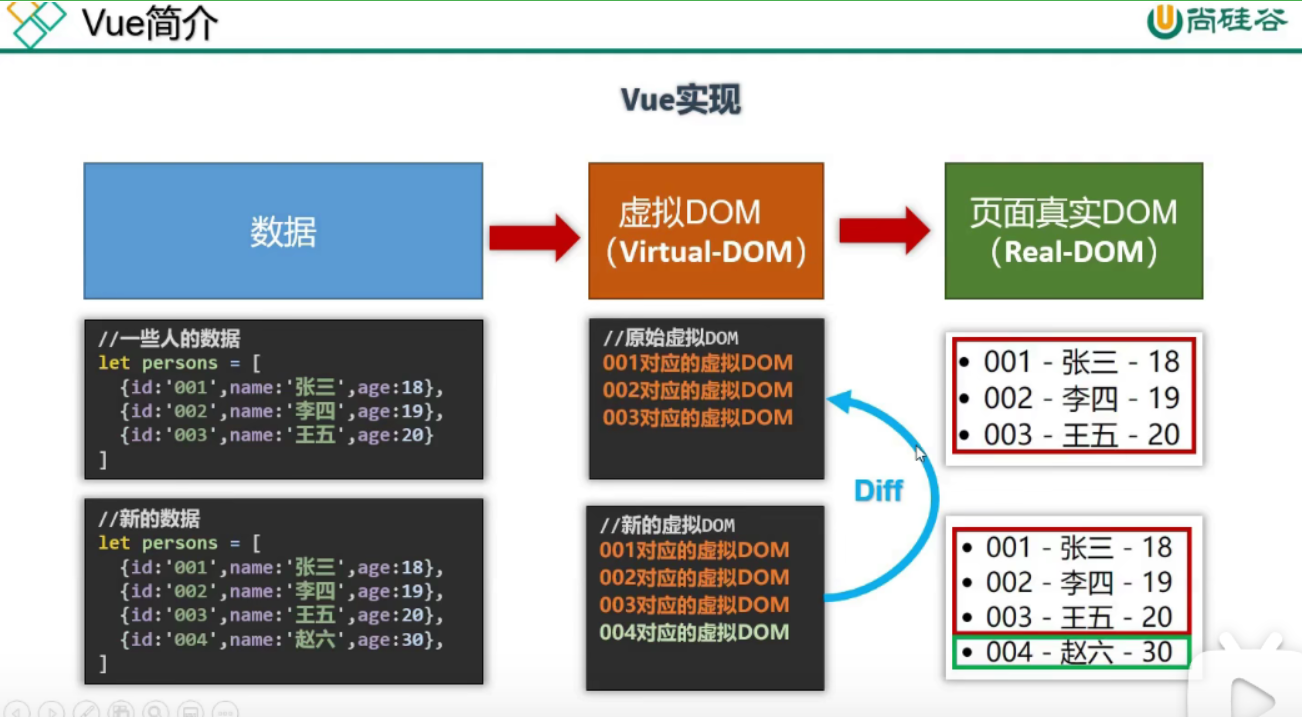 Vue简介
尚硅谷
Vue实现
数据
虚拟DOM
（Virtual-DOM）
页面真实DOM
（Real-DOM）
//一些人的数据
let persons = [
{id:'001',name:'张三',age:18},
{id:'002',name:'李四',age:19},
{id:'003',name:'王五',age:20}
]
//原始虚拟DOM
001对应的虚拟DOM
002对应的虚拟DOM
003对应的虚拟DOM
• 001 - 张三 - 18
• 002 - 李四 - 19
• 003 - 王五 - 20
Diff
//新的数据
let persons = [
{id:'001',name:'张三',age:18},
{id:'002',name:'李四',age:19},
{id:'003',name:'王五',age:20},
{id:'004',name:'赵六',age:30},
]
//新的虚拟DOM
001对应的虚拟DOM
002对应的虚拟DOM
003对应的虚拟DOM
004对应的虚拟DOM
• 001 - 张三 - 18
• 002 - 李四 - 19
• 003 - 王五 - 20
• 004 - 赵六 - 30